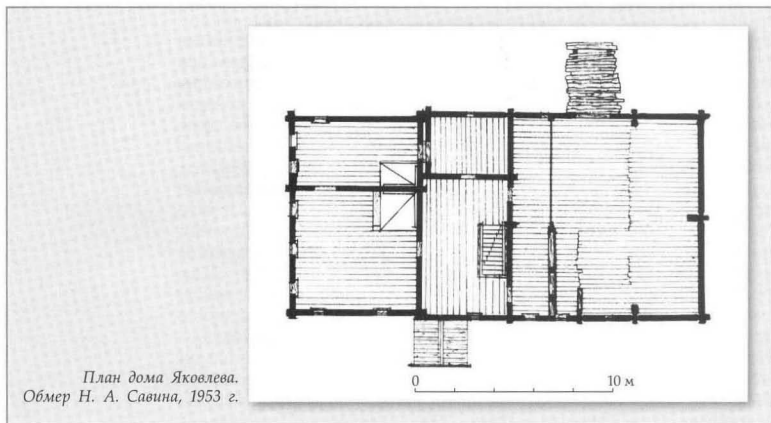 План дома Яковлева.
Обмер Н. А. Савина, 1953 г.
0 10 м